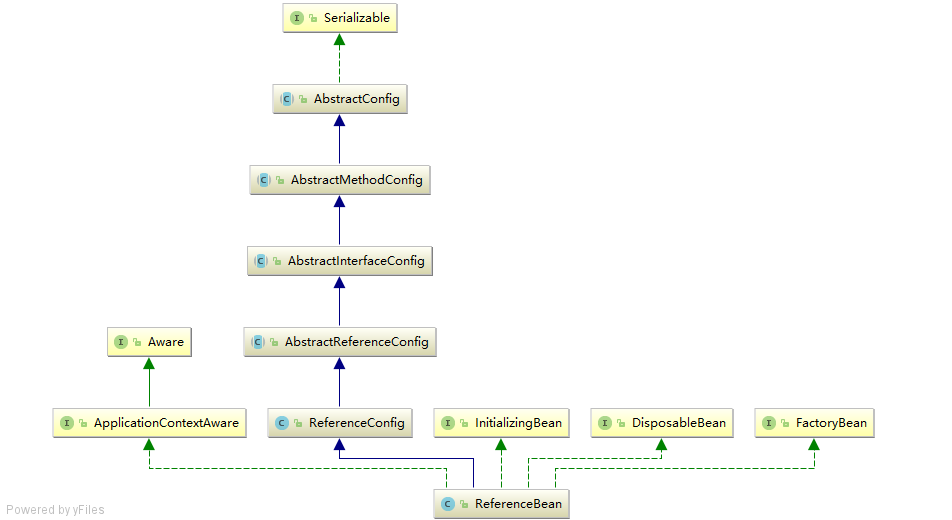 I Serializable
C AbstractConfig
C AbstractMethodConfig
C AbstractInterfaceConfig
I Aware
C AbstractReferenceConfig
I ApplicationContextAware
C ReferenceConfig
I InitializingBean
I DisposableBean
I FactoryBean
C ReferenceBean
Powered by yFiles